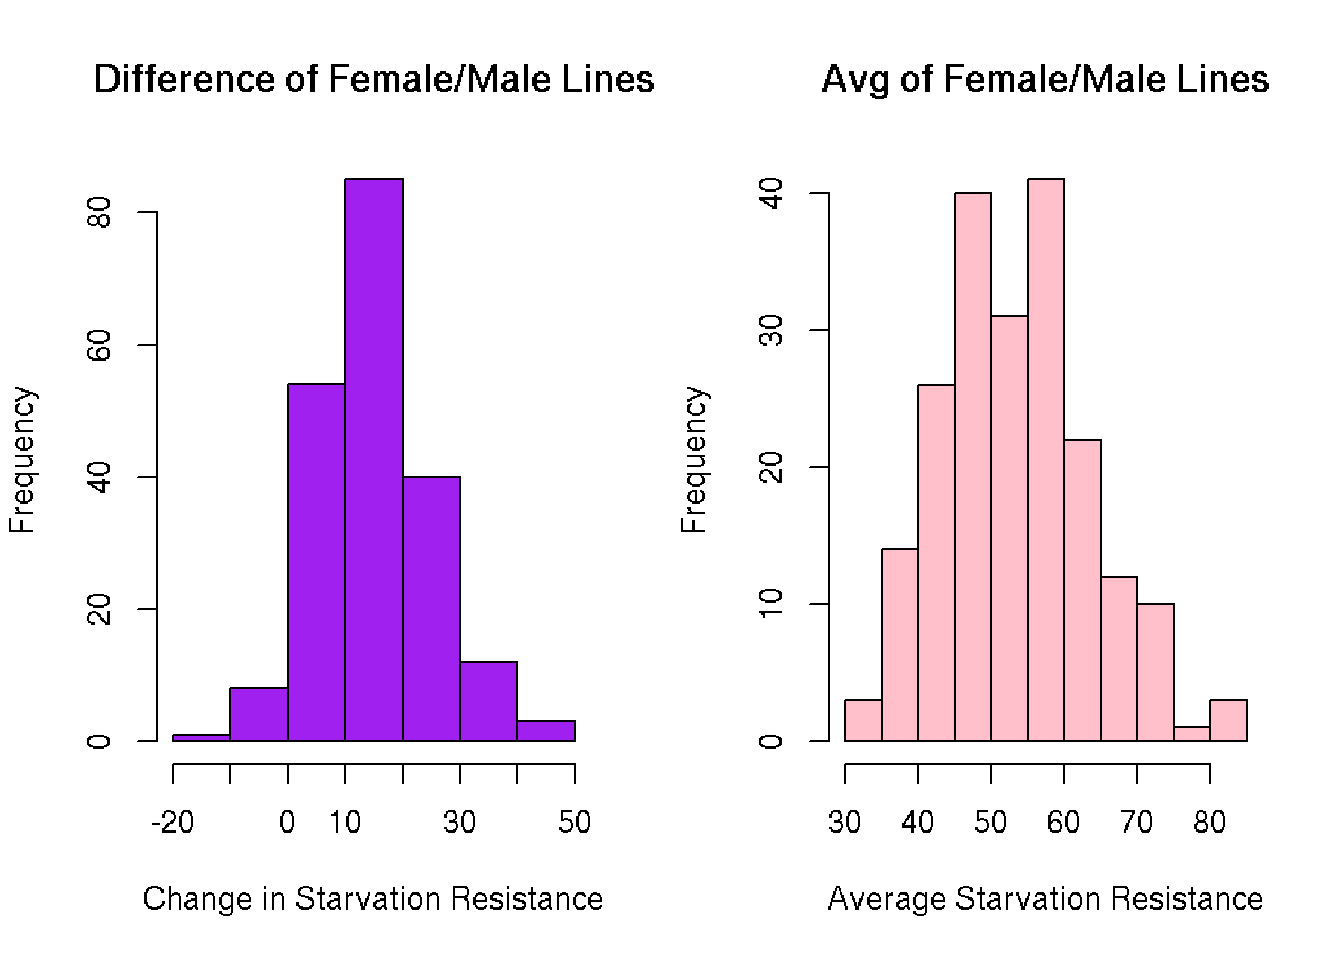 Difference of Female/Male Lines
Frequency
80
60
40
20
0
-20 0 10 30 50
Change in Starvation Resistance
Avg of Female/Male Lines
Frequency
40
30
20
10
0
30 40 50 60 70 80
Average Starvation Resistance